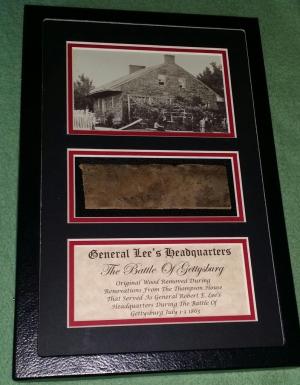 General Lee's Headquarters
The Battle Of Gettysburg
Original Wood Removed During
Renovations From The Thompson House
That Served As General Robert E. Lee's
Headquarters During The Battle Of
Gettysburg July 1-3 1863